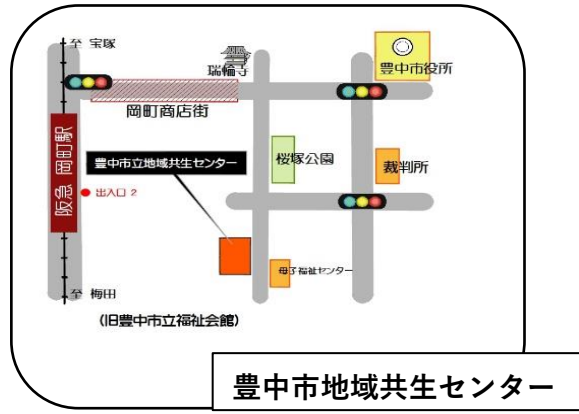 至 宝塚
瑞輪寺
豊中市役所
岡町商店街
阪急 岡町駅
豊中市立地域共生センター
桜塚公園
裁判所
出入口 2
母子福祉センター
至 梅田
(旧豊中市立福祉会館)
豊中市地域共生センター